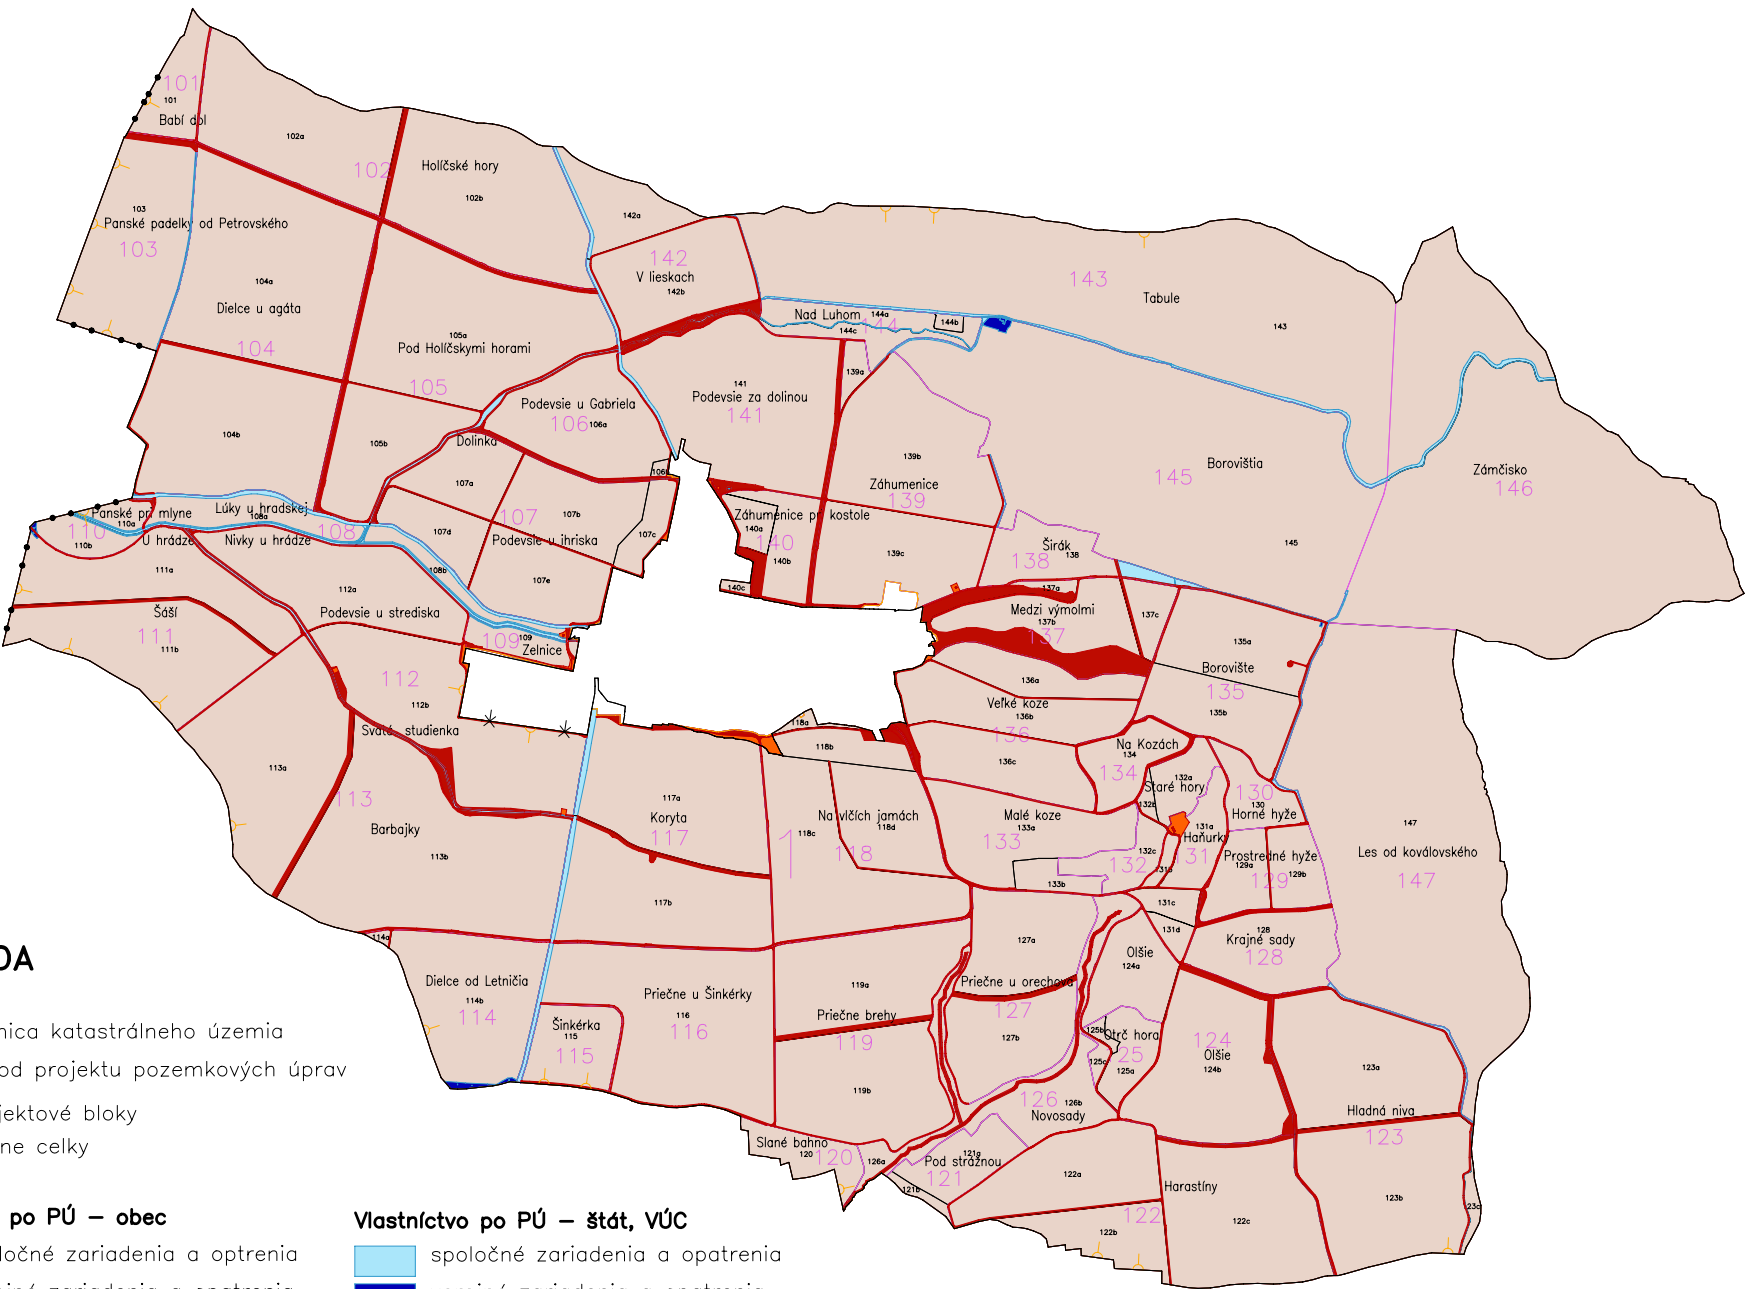 101
101
Babí dol
102a
102
Holíčské hory
102b
103
Panské padelky od Petrovského
103
142a
142
V lieskach
142b
143
Tabule
143
104a
Dielce u agáta
104
105a
Pod Holíčskymi horami
105
Nad Luhom
144a
144b
144c
144
139a
141
Podevsie za dolinou
141
Podevsie u Gabriela
106
106a
104b
105b
Dolinka
107a
139b
Záhumenice
139
145
Borovištia
145
Zámčisko
146
Panské pri mlyne
110a
110
110b
U hrádze
Lúky u hradskej
108a
108
Nivky u hrádze
107
107b
107c
107d
Podevsie u ihriska
107e
108b
Záhumenice pri kostole
140a
140
140b
140c
139c
Širák
138
138
111a
Šáší
111
111b
112a
Podevsie u strediska
109
109
Zelnice
137a
Medzi výmolmi
137b
137
137c
135a
Borovište
135
135b
112
112b
Svätá studienka
136a
Veľké koze
136b
136
136c
118a
118b
Na Kozách
134
134
132a
Staré hory
132b
130
130
Horné hyže
113a
113
Barbajky
113b
117a
Koryta
117
117b
118c
Na vlčích jamách
118d
118
Malé koze
133a
133
133b
132
132c
131a
Haňurky
131
131c
131d
Prostredné hyže
129a
129
129b
147
Les od koválovského
147
114a
Dielce od Letničia
114b
114
Šinkérka
115
115
Priečne u Šinkérky
116
116
119a
Priečne brehy
119
119b
127a
Priečne u orechova
127
127b
Olšie
124a
128
Krajné sady
128
125b
Otrč hora
25
125c
125a
124
Olšie
124b
126
126b
Novosady
123a
Hladná niva
123
123b
23c
Slané bahno
120
120
126a
121a
Pod strážnou
121
121b
122a
122
122b
Harastíny
122c
DA
nica katastrálneho územia
od projektu pozemkových úprav
jektové bloky
ne celky
po PÚ – obec
ločné zariadenia a optrenia
Vlastníctvo po PÚ – štát, VÚC
spoločné zariadenia a opatrenia